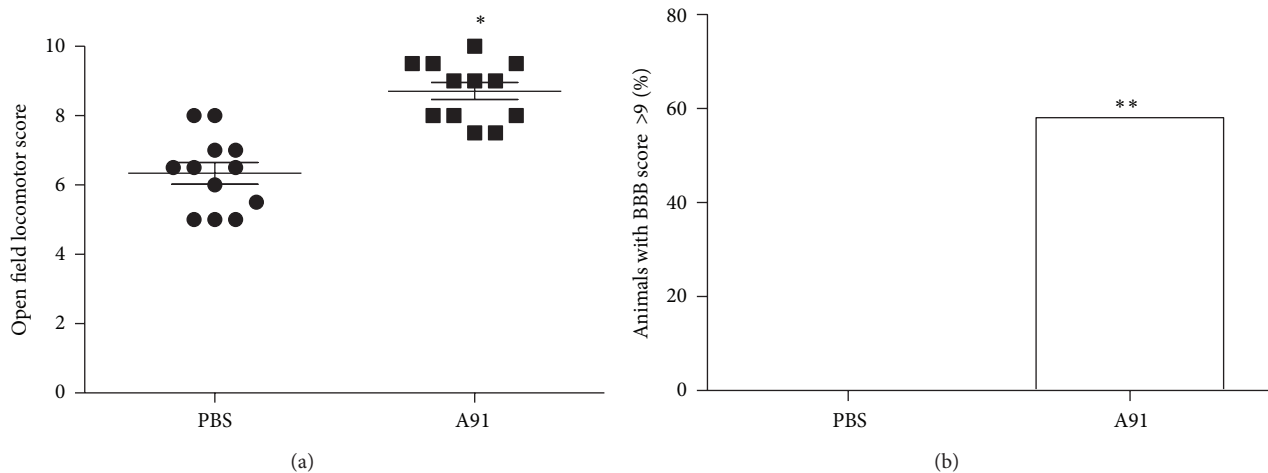 Open field locomotor score
10
8
6
4
2
0
*
PBS
A91
(a)
Animals with BBB score >9 (%)
80
60
40
20
0
**
PBS
A91
(b)